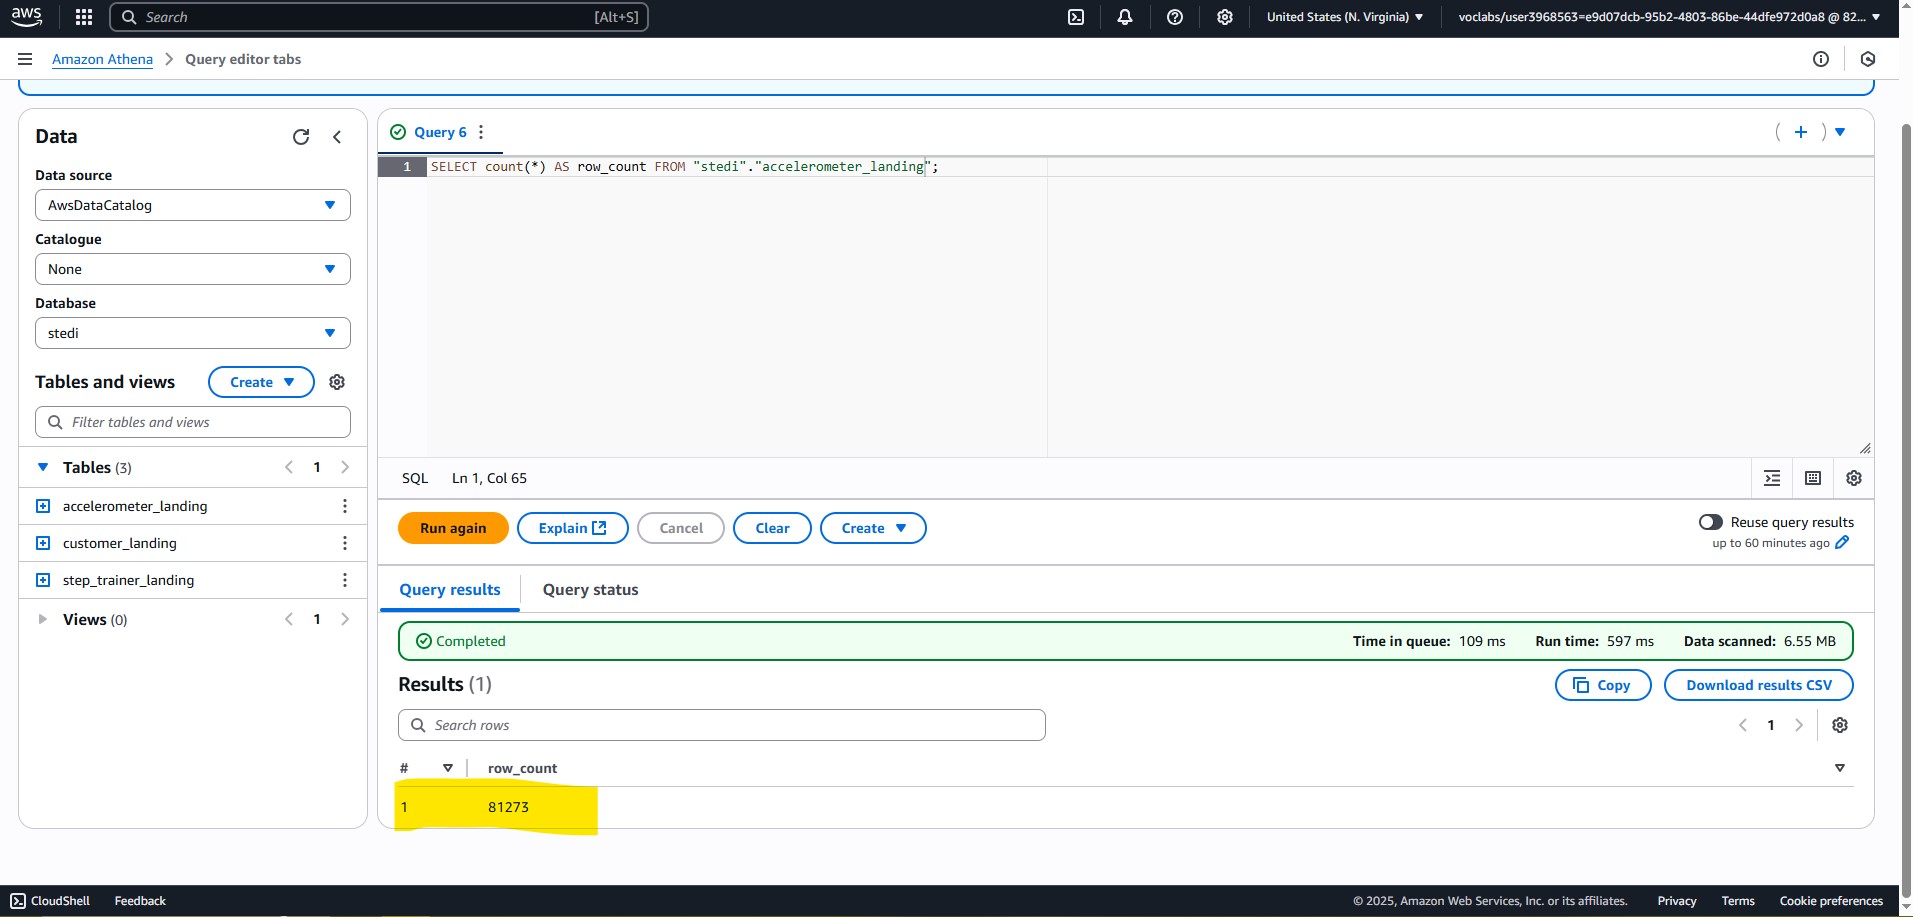 aws
Search [Alt+S]
United States (N. Virginia)
voclabs/user3968563=e9d07dcb-95b2-4803-86be-44dfe972d0a8 @ 82...
Amazon Athena
Query editor tabs
Data
Data source
AwsDataCatalog
Catalogue
None
Database
stedi
Tables and views
Create
Filter tables and views
Tables (3)
1
accelerometer_landing
customer_landing
step_trainer_landing
Views (0)
1
Query 6
1 SELECT count(*) AS row_count FROM "stedi"."accelerometer_landing";
SQL Ln 1, Col 65
Run again
Explain
Cancel
Clear
Create
Reuse query results
up to 60 minutes ago
Query results
Query status
Completed
Time in queue: 109 ms Run time: 597 ms Data scanned: 6.55 MB
Results (1)
Copy
Download results CSV
Search rows
1
# row_count
1 81273
CloudShell
Feedback
© 2025, Amazon Web Services, Inc. or its affiliates.
Privacy
Terms
Cookie preferences